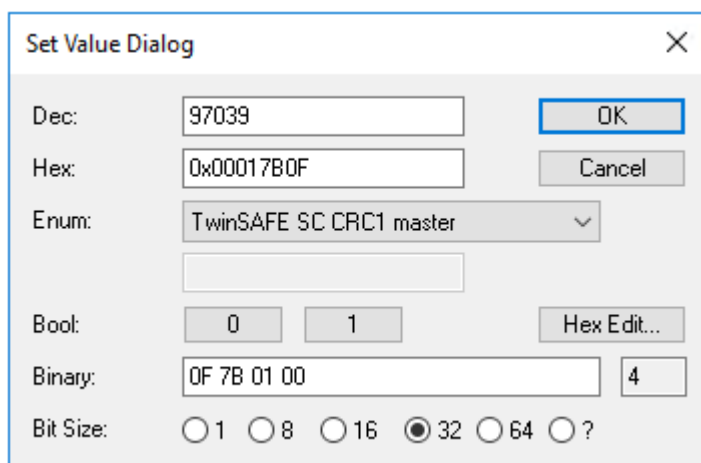 Set Value Dialog
Dec: 97039 OK
Hex: 0x00017B0F Cancel
Enum: TwinSAFE SC CRC1 master
Bool: 0 1 Hex Edit...
Binary: 0F 7B 01 00 4
Bit Size: 1 8 16 32 64 ?